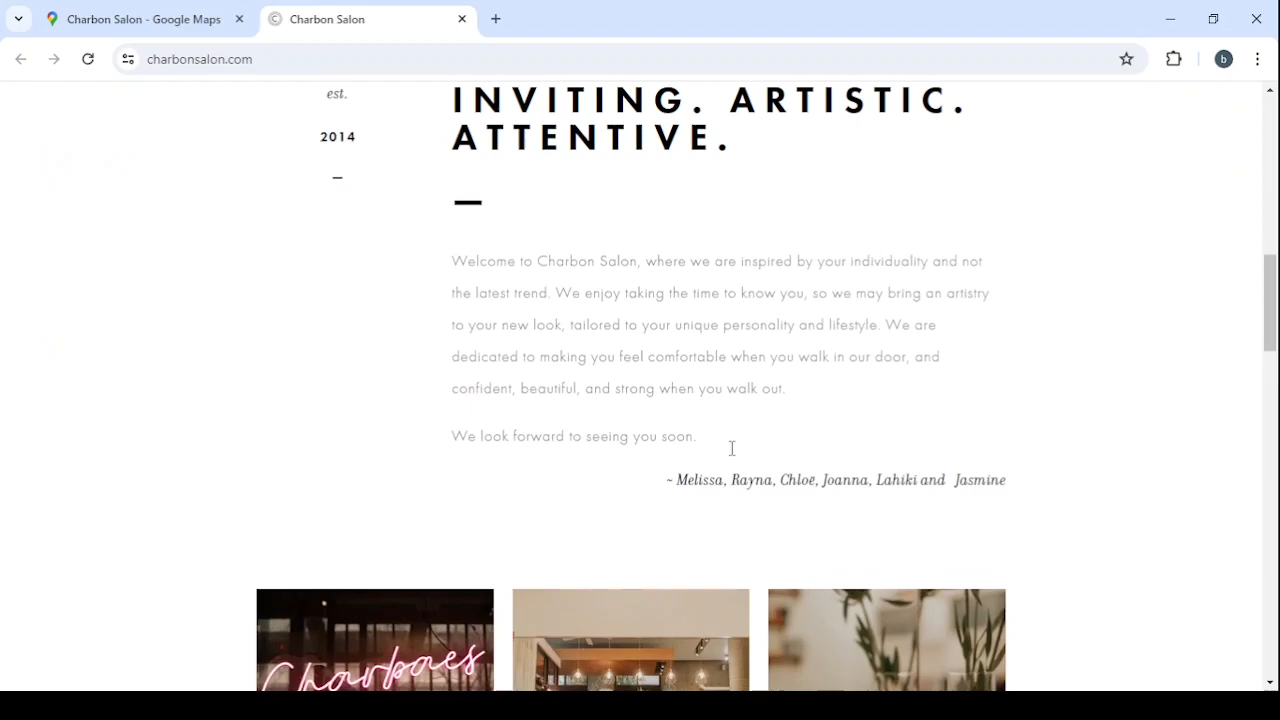 Charbon Salon - Google Maps
Charbon Salon
charbonsalon.com
b
est.
2014
INVITING. ARTISTIC.
ATTENTIVE.
Welcome to Charbon Salon, where we are inspired by your individuality and not
the latest trend. We enjoy taking the time to know you, so we may bring an artistry
to your new look, tailored to your unique personality and lifestyle. We are
dedicated to making you feel comfortable when you walk in our door, and
confident, beautiful, and strong when you walk out.
We look forward to seeing you soon.
~ Melissa, Rayna, Chloe, Joanna, Lahiki and Jasmine
Charbaes